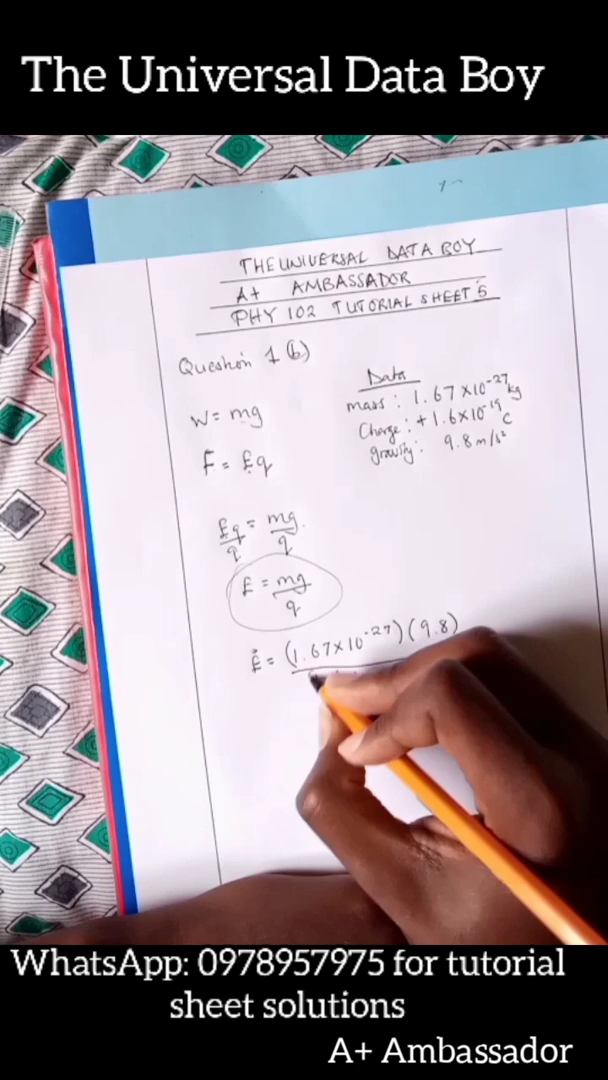 The Universal Data Boy
THE UNIVERSAL DATA BOY
A+ AMBASSADOR
PHY 102 TUTORIAL SHEET 5
Question 1 (b)
Data
mass : 1.67×10⁻²⁷ kg
Charge : +1.6×10⁻¹⁹ C
gravity : 9.8 m/s²
W = mg
F = Eq
Eq/q = mg/q
E = mg/q
E = (1.67×10⁻²⁷)(9.8)
WhatsApp: 0978957975 for tutorial
sheet solutions
A+ Ambassador